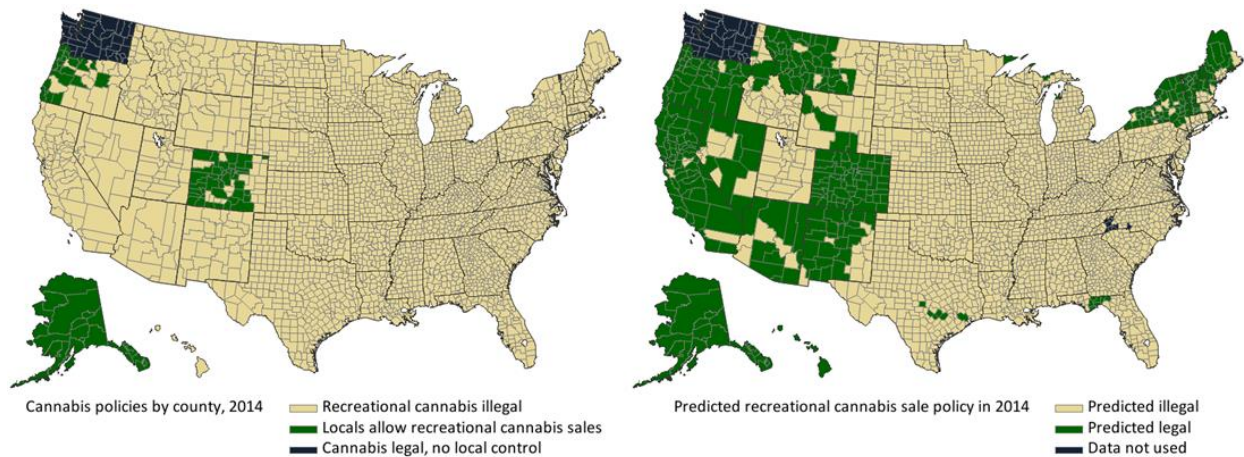 Cannabis policies by county, 2014
Recreational cannabis illegal
Locals allow recreational cannabis sales
Cannabis legal, no local control
Predicted recreational cannabis sale policy in 2014
Predicted illegal
Predicted legal
Data not used